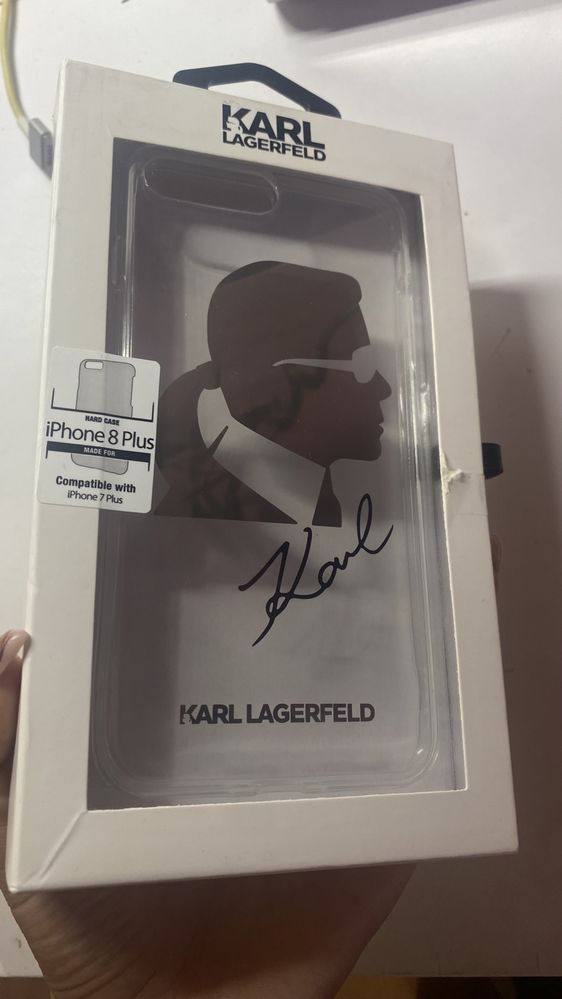 KARL
LAGERFELD
HARD CASE
iPhone 8 Plus
MADE FOR
Compatible with
iPhone 7 Plus
Karl
KARL LAGERFELD